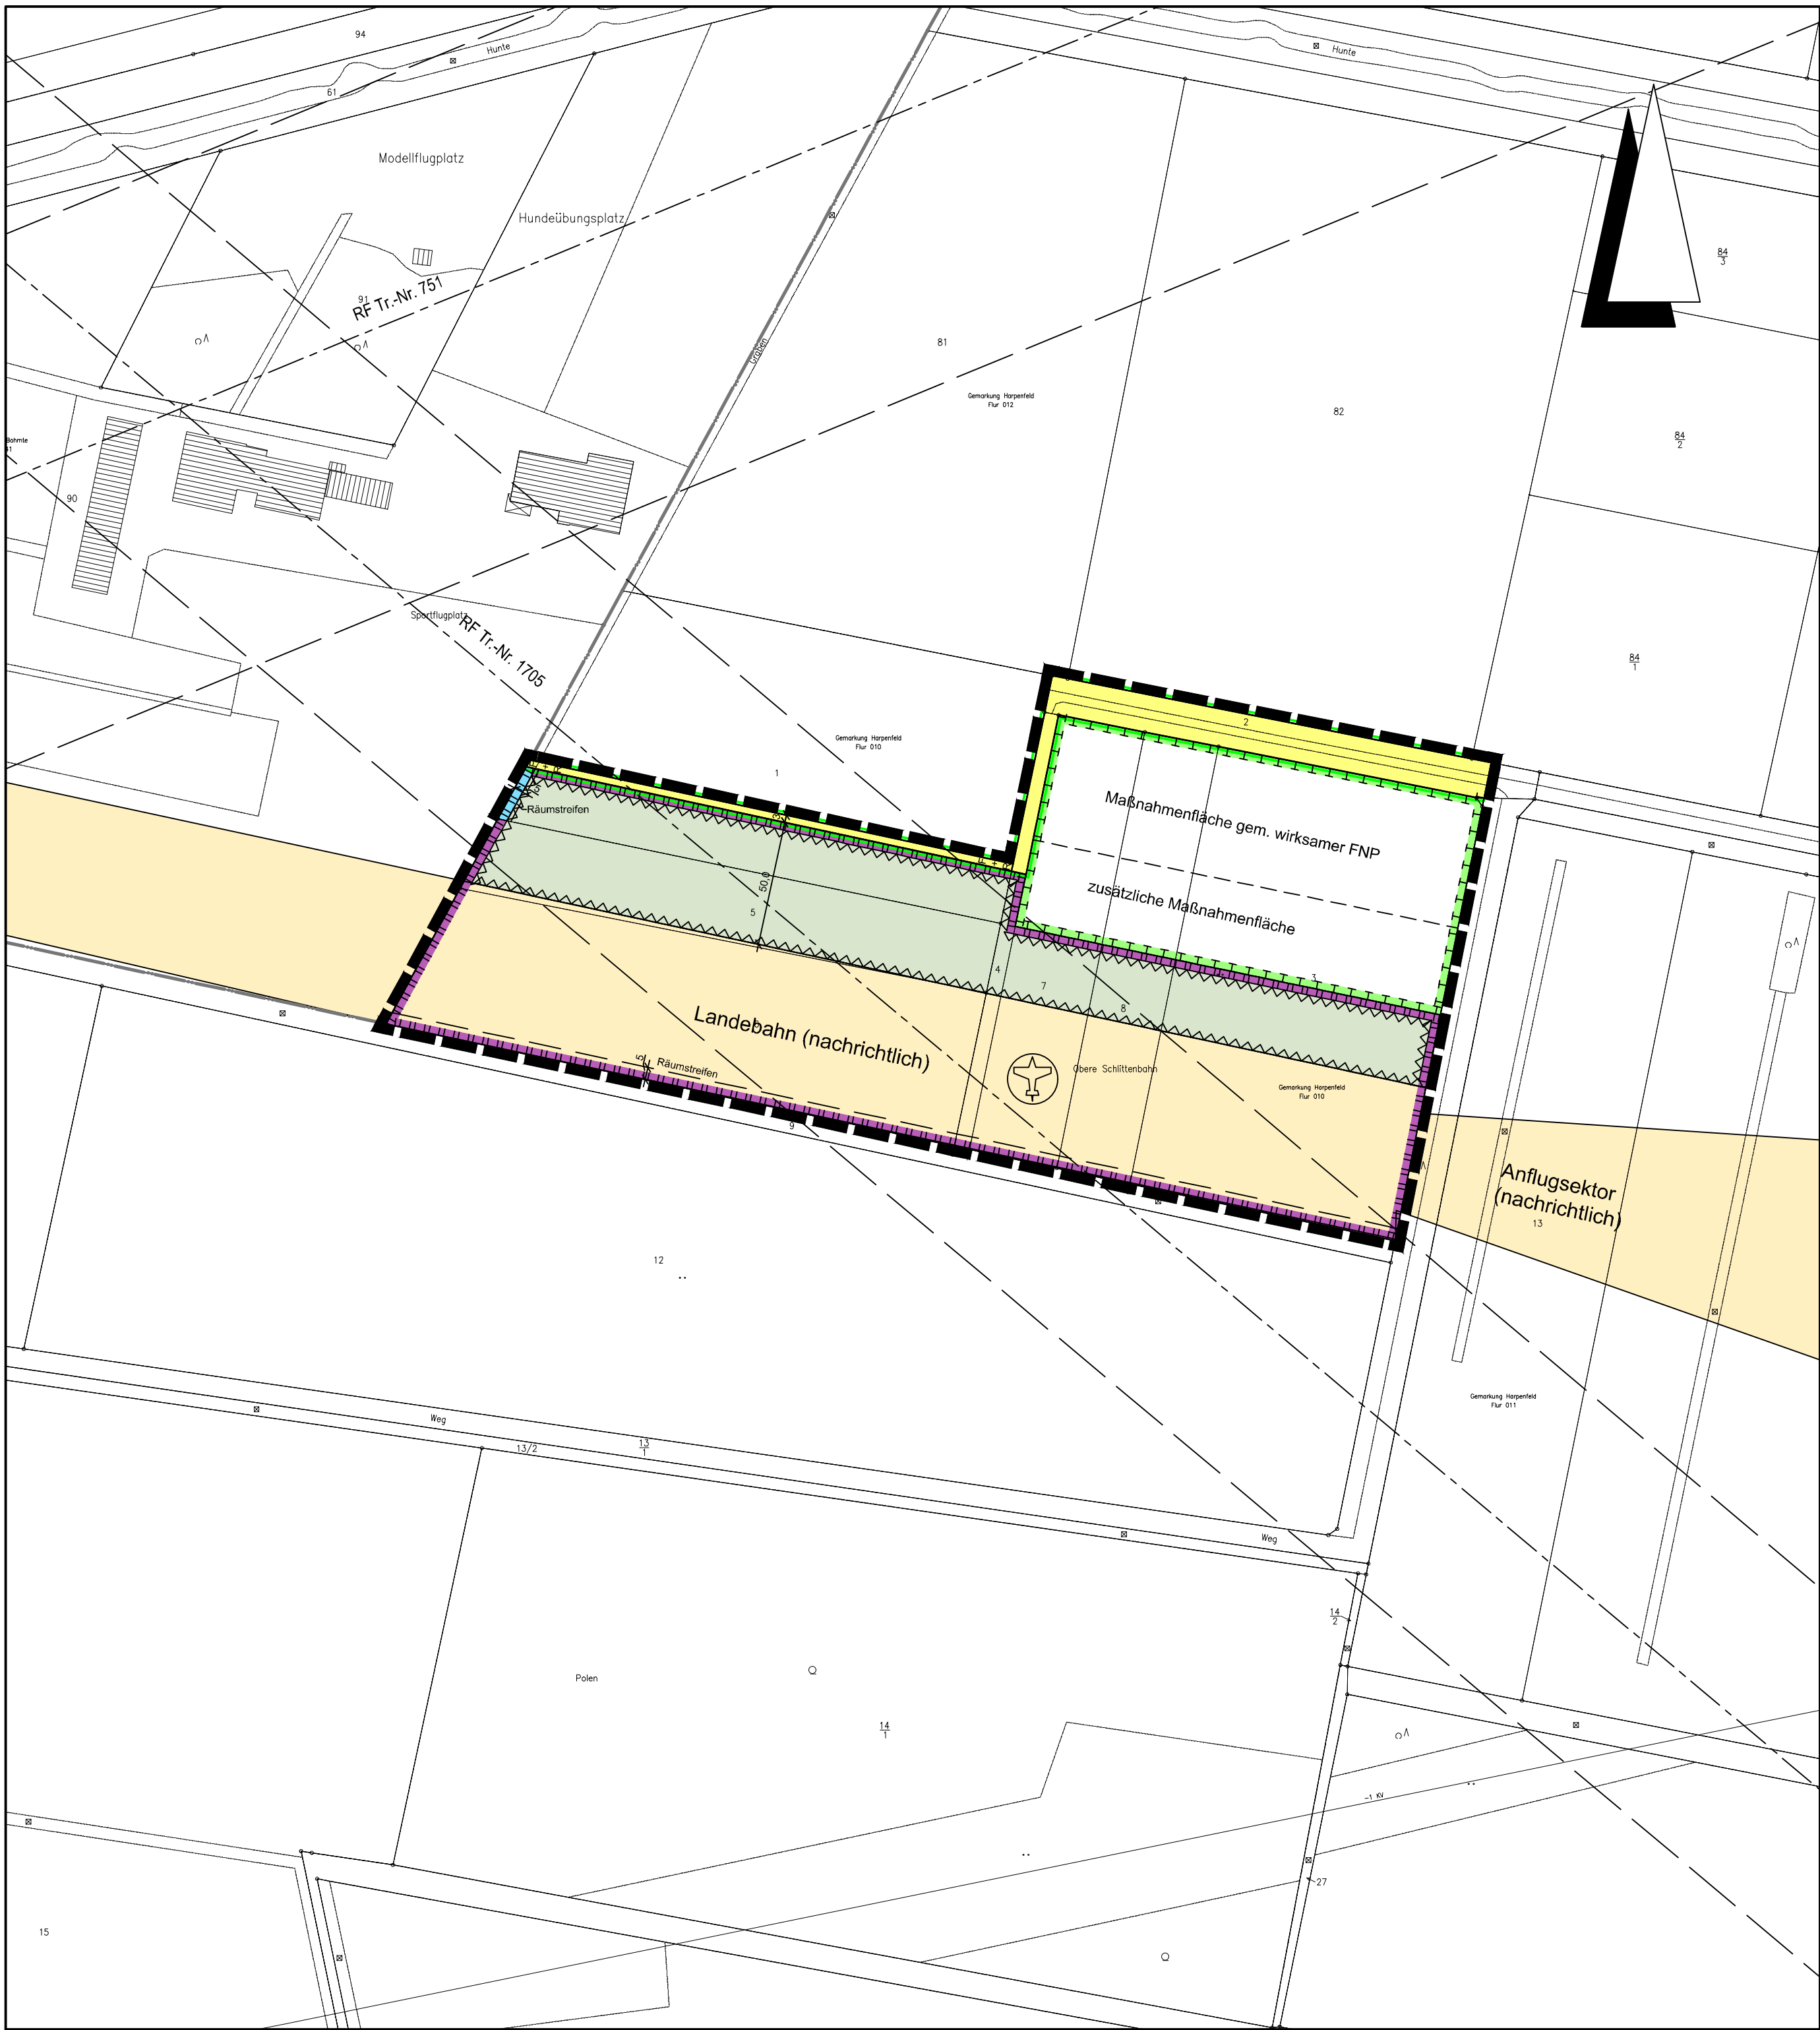 94
Hunte
Hunte
61
Modellflugplatz
Hundeübungsplatz
84
3
91
RF Tr.-Nr. 751
Graben
81
Gemarkung Harpenfeld
Flur 012
82
84
2
Bohmte
41
90
Sportflugplatz
RF Tr.-Nr. 1705
84
1
2
Gemarkung Harpenfeld
Flur 010
1
Maßnahmenfläche gem. wirksamer FNP
Räumstreifen
zusätzliche Maßnahmenfläche
50,0
5
4
7
3
8
Landebahn (nachrichtlich)
5
Räumstreifen
Obere Schlittenbahn
Gemarkung Harpenfeld
Flur 010
9
Anflugsektor
(nachrichtlich)
13
12
Gemarkung Harpenfeld
Flur 011
Weg
13/2
13
1
Weg
14
2
Polen
14
1
-1 KV
27
15